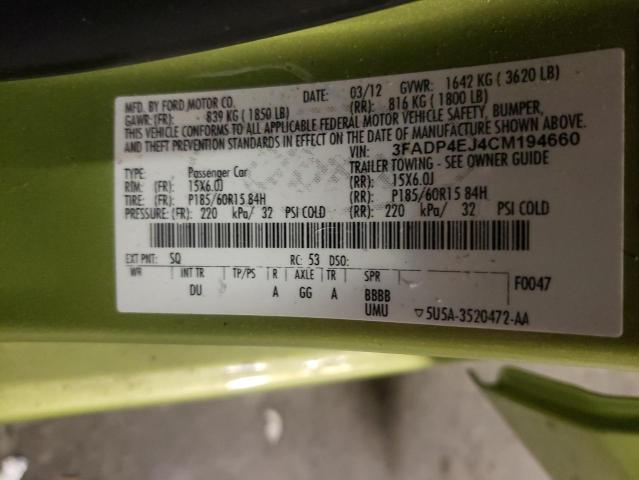 MFD. BY FORD MOTOR CO. DATE: 03/12 GVWR: 1642 KG ( 3620 LB)
GAWR: (FR): 839 KG ( 1850 LB) (RR): 816 KG ( 1800 LB)
THIS VEHICLE CONFORMS TO ALL APPLICABLE FEDERAL MOTOR VEHICLE SAFETY, BUMPER,
AND THEFT PREVENTION STANDARDS IN EFFECT ON THE DATE OF MANUFACTURE SHOWN ABOVE.
VIN: 3FADP4EJ4CM194660
TYPE: Passenger Car TRAILER TOWING - SEE OWNER GUIDE
RIM: (FR): 15X6.0J (RR): 15X6.0J
TIRE: (FR): P185/60R15 84H (RR): P185/60R15 84H
PRESSURE: (FR): 220 kPa/ 32 PSI COLD (RR): 220 kPa/ 32 PSI COLD
EXT PNT: SQ RC: 53 DSO:
WR INT TR TP/PS R AXLE TR SPR F0047
DU A GG A BBBB
UMU ▽5U5A-3520472-AA